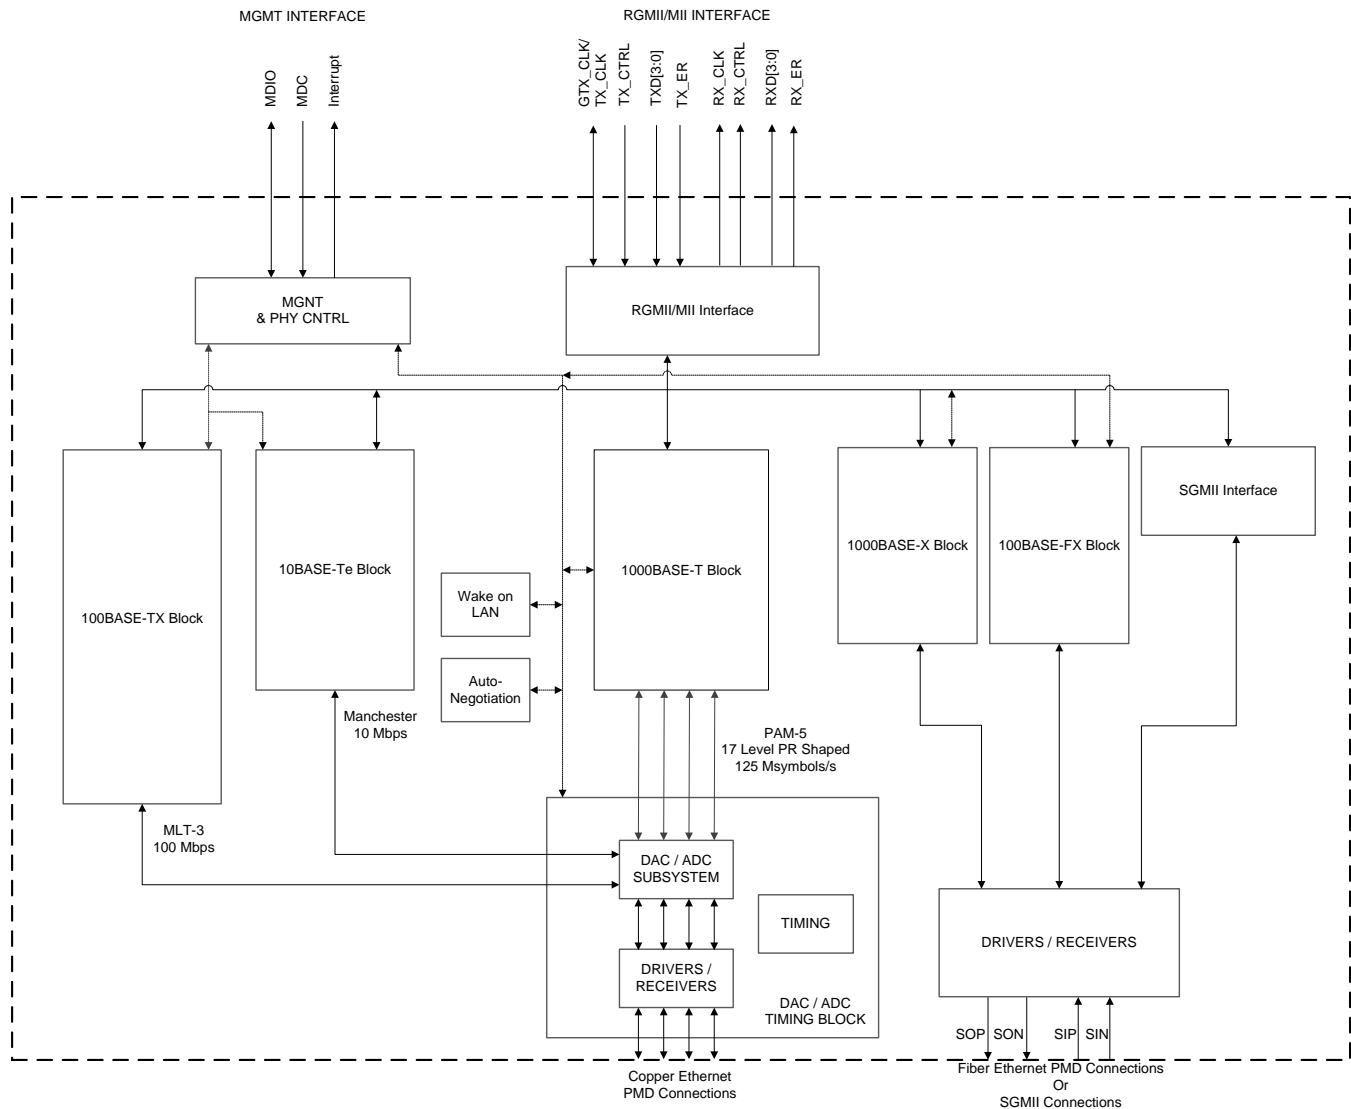 MGMT INTERFACE
RGMII/MII INTERFACE
MDIO
MDC
Interrupt
GTX_CLK/
TX_CLK
TX_CTRL
TXD[3:0]
TX_ER
RX_CLK
RX_CTRL
RXD[3:0]
RX_ER
MGNT
& PHY CNTRL
RGMII/MII Interface
100BASE-TX Block
10BASE-Te Block
1000BASE-T Block
1000BASE-X Block
100BASE-FX Block
SGMII Interface
Wake on
LAN
Auto-
Negotiation
Manchester
10 Mbps
PAM-5
17 Level PR Shaped
125 Msymbols/s
MLT-3
100 Mbps
DAC / ADC
SUBSYSTEM
TIMING
DRIVERS /
RECEIVERS
DAC / ADC
TIMING BLOCK
DRIVERS / RECEIVERS
SOP
SON
SIP
SIN
Copper Ethernet
PMD Connections
Fiber Ethernet PMD Connections
Or
SGMII Connections